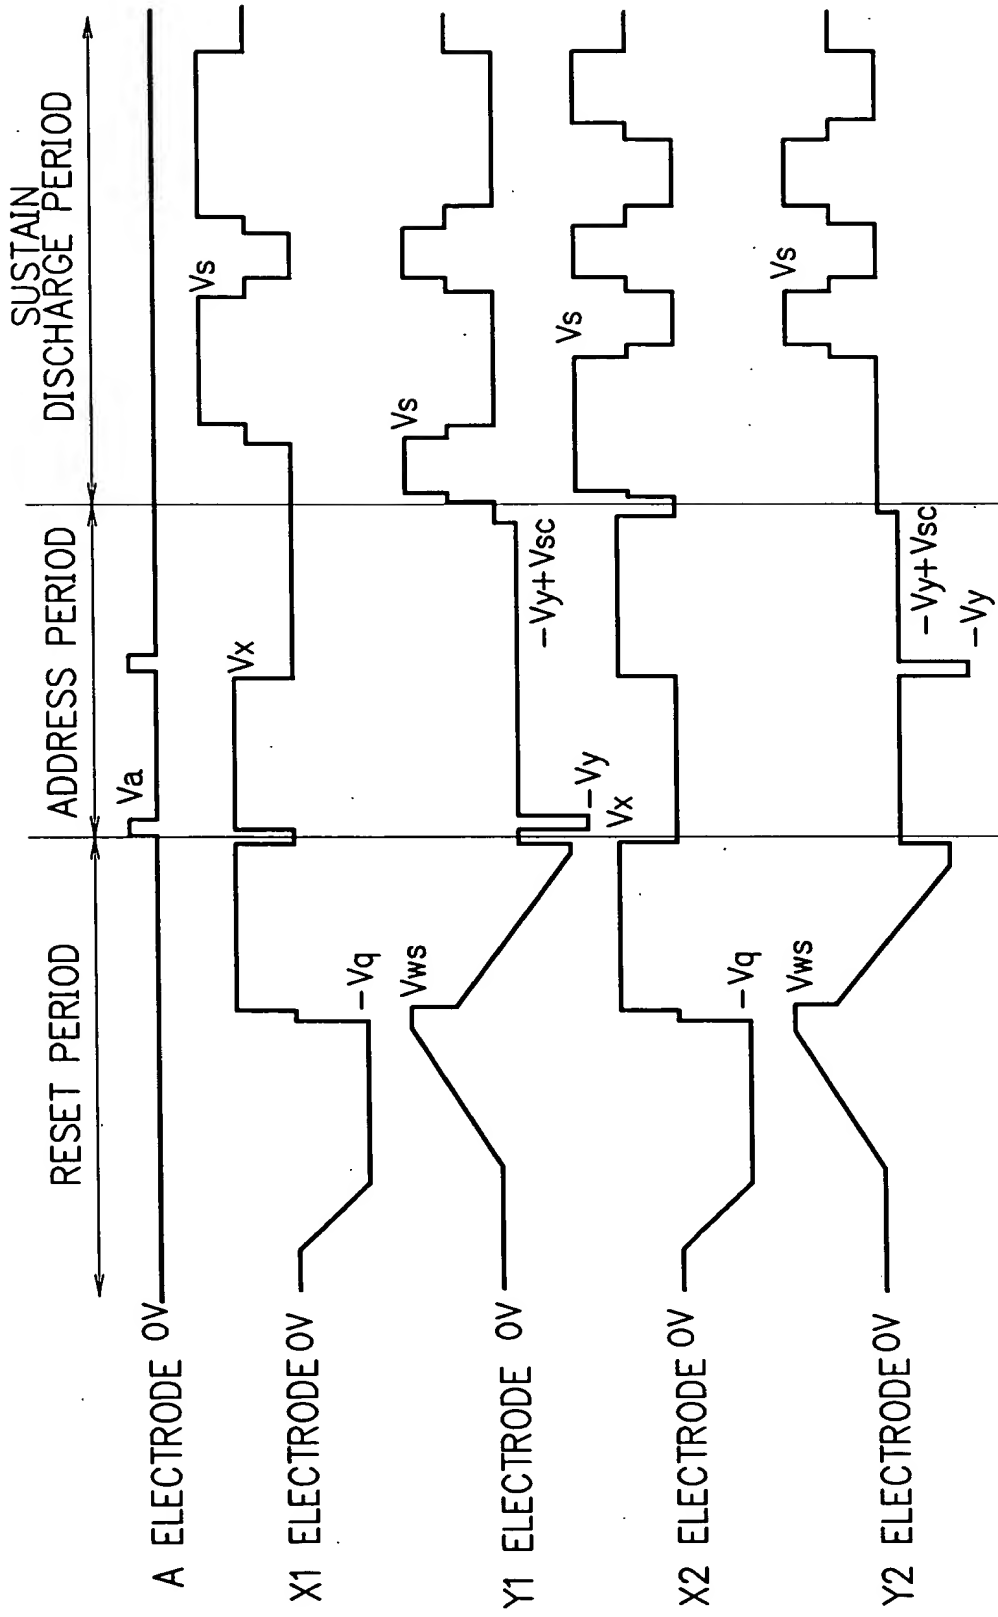 RESET PERIOD
ADDRESS PERIOD
SUSTAIN
DISCHARGE PERIOD
A ELECTRODE 0V
Va
X1 ELECTRODE 0V
-Vq
Vx
Vs
Y1 ELECTRODE 0V
Vws
-Vy
-Vy+Vsc
Vs
X2 ELECTRODE 0V
-Vq
Vx
Vs
Y2 ELECTRODE 0V
Vws
-Vy+Vsc
-Vy
Vs